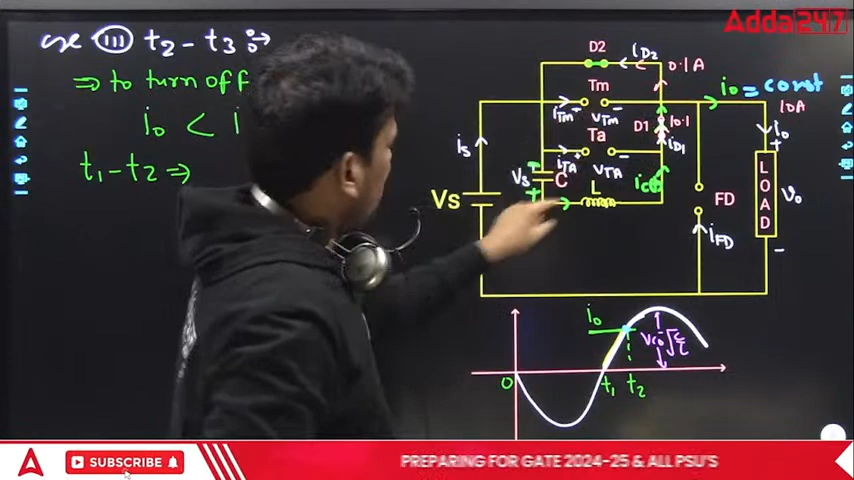 Adda247
case III t2 - t3 :→
⇒ to turn off
i0 < i
t1 - t2 ⇒
D2
iD2
0.1A
i0 = const
10A
Tm
iTm
+ VTm -
Ta
iTA
+ VTA -
D1
10.1
iD1
is
Vs
Vs
C
L
ic(t)
FD
iFD
i0
+
LOAD
V0
-
i0
Vc0√C/L
0
t1
t2
SUBSCRIBE
PREPARING FOR GATE 2024-25 & ALL PSU'S